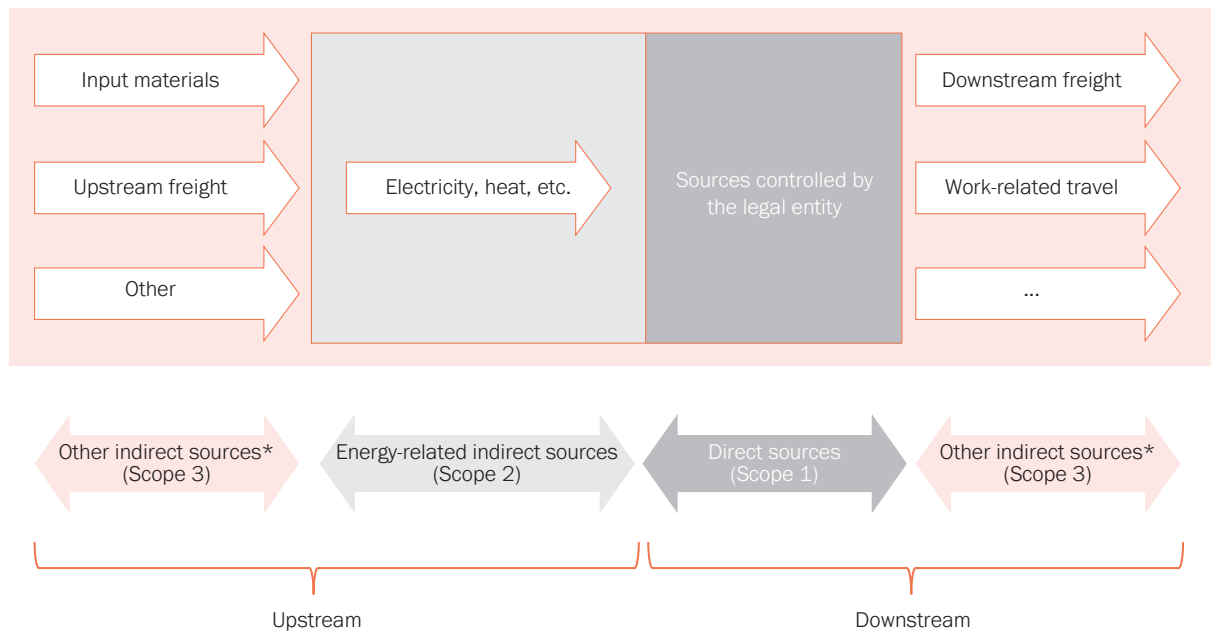 Input materials
Upstream freight
Other
Electricity, heat, etc.
Sources controlled by
the legal entity
Downstream freight
Work-related travel
...
Other indirect sources*
(Scope 3)
Energy-related indirect sources
(Scope 2)
Direct sources
(Scope 1)
Other indirect sources*
(Scope 3)
Upstream
Downstream